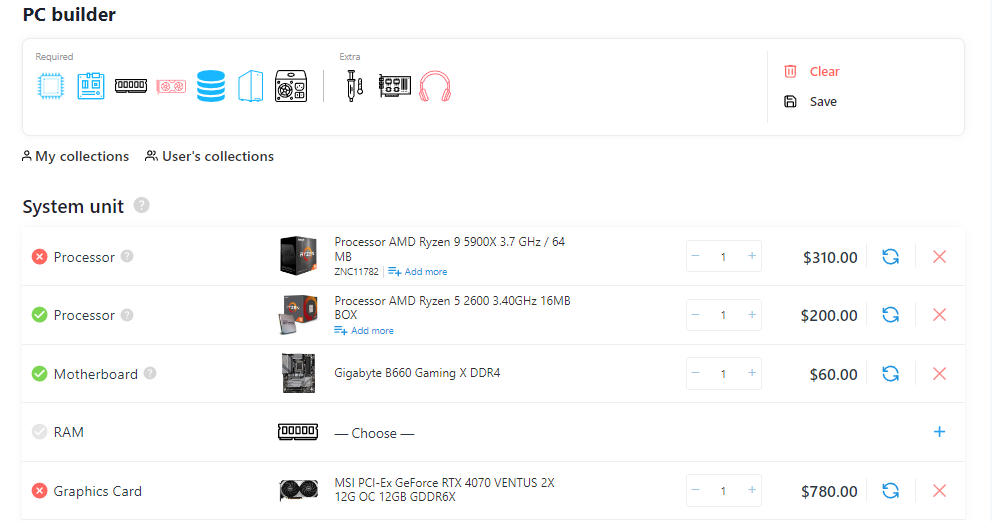 PC builder
Required
Extra
Clear
Save
My collections
User's collections
System unit ?
Processor ?
Processor AMD Ryzen 9 5900X 3.7 GHz / 64
MB
ZNC11782 | Add more
− 1 +
$310.00
Processor ?
Processor AMD Ryzen 5 2600 3.40GHz 16MB
BOX
Add more
− 1 +
$200.00
Motherboard ?
Gigabyte B660 Gaming X DDR4
− 1 +
$60.00
RAM
— Choose —
+
Graphics Card
MSI PCI-Ex GeForce RTX 4070 VENTUS 2X
12G OC 12GB GDDR6X
− 1 +
$780.00